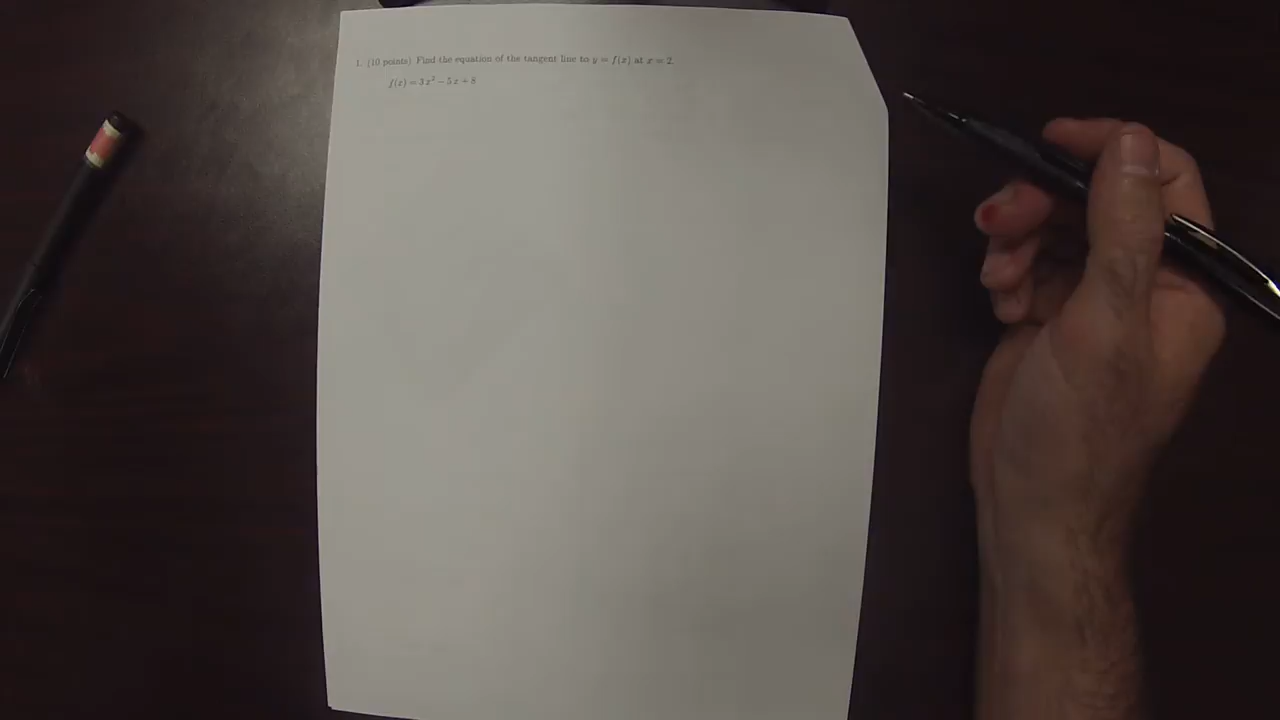 1. (10 points) Find the equation of the tangent line to y = f(x) at x = 2.
f(x) = 3x² − 5x + 8